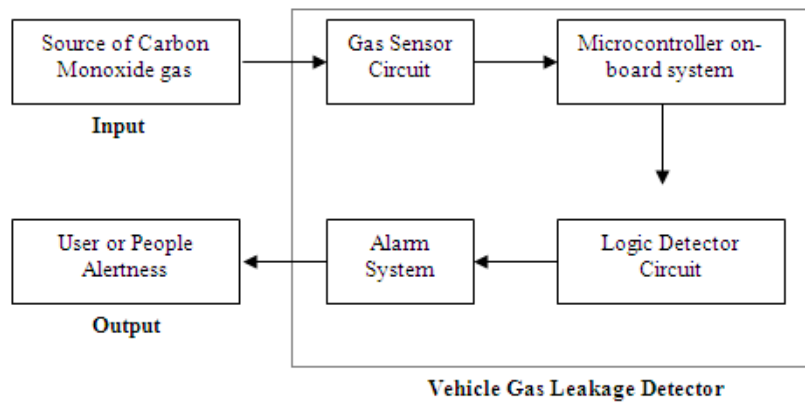 Source of Carbon
Monoxide gas
Gas Sensor
Circuit
Microcontroller on-
board system
Input
User or People
Alertness
Alarm
System
Logic Detector
Circuit
Output
Vehicle Gas Leakage Detector